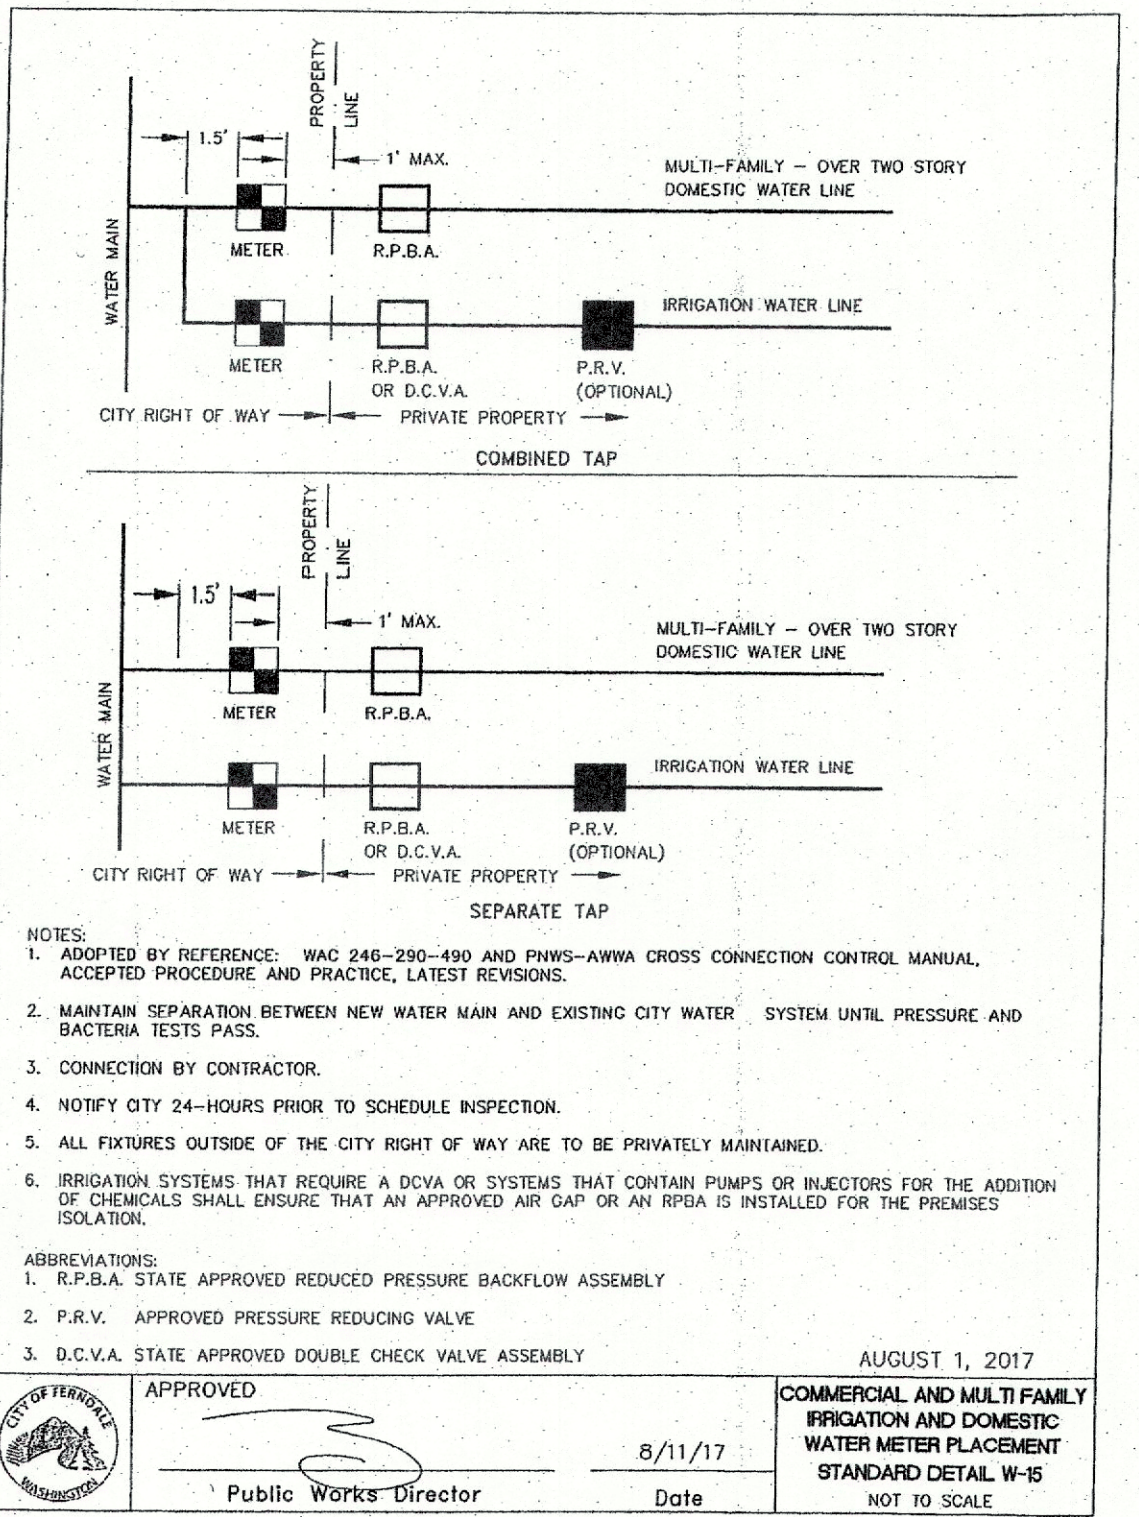 PROPERTY
LINE
1.5'
1' MAX.
MULTI-FAMILY - OVER TWO STORY
DOMESTIC WATER LINE
WATER MAIN
METER
R.P.B.A.
IRRIGATION WATER LINE
METER
R.P.B.A.
OR D.C.V.A.
P.R.V.
(OPTIONAL)
CITY RIGHT OF WAY
PRIVATE PROPERTY
COMBINED TAP
PROPERTY
LINE
1.5'
1' MAX.
MULTI-FAMILY - OVER TWO STORY
DOMESTIC WATER LINE
WATER MAIN
METER
R.P.B.A.
IRRIGATION WATER LINE
METER
R.P.B.A.
OR D.C.V.A.
P.R.V.
(OPTIONAL)
CITY RIGHT OF WAY
PRIVATE PROPERTY
SEPARATE TAP
NOTES:
1. ADOPTED BY REFERENCE: WAC 246-290-490 AND PNWS-AWWA CROSS CONNECTION CONTROL MANUAL,
ACCEPTED PROCEDURE AND PRACTICE, LATEST REVISIONS.
2. MAINTAIN SEPARATION BETWEEN NEW WATER MAIN AND EXISTING CITY WATER SYSTEM UNTIL PRESSURE AND
BACTERIA TESTS PASS.
3. CONNECTION BY CONTRACTOR.
4. NOTIFY CITY 24-HOURS PRIOR TO SCHEDULE INSPECTION.
5. ALL FIXTURES OUTSIDE OF THE CITY RIGHT OF WAY ARE TO BE PRIVATELY MAINTAINED.
6. IRRIGATION SYSTEMS THAT REQUIRE A DCVA OR SYSTEMS THAT CONTAIN PUMPS OR INJECTORS FOR THE ADDITION
OF CHEMICALS SHALL ENSURE THAT AN APPROVED AIR GAP OR AN RPBA IS INSTALLED FOR THE PREMISES
ISOLATION.
ABBREVIATIONS:
1. R.P.B.A. STATE APPROVED REDUCED PRESSURE BACKFLOW ASSEMBLY
2. P.R.V. APPROVED PRESSURE REDUCING VALVE
3. D.C.V.A. STATE APPROVED DOUBLE CHECK VALVE ASSEMBLY
AUGUST 1, 2017
CITY OF FERNDALE
WASHINGTON
APPROVED
8/11/17
Public Works Director
Date
COMMERCIAL AND MULTI FAMILY
IRRIGATION AND DOMESTIC
WATER METER PLACEMENT
STANDARD DETAIL W-15
NOT TO SCALE